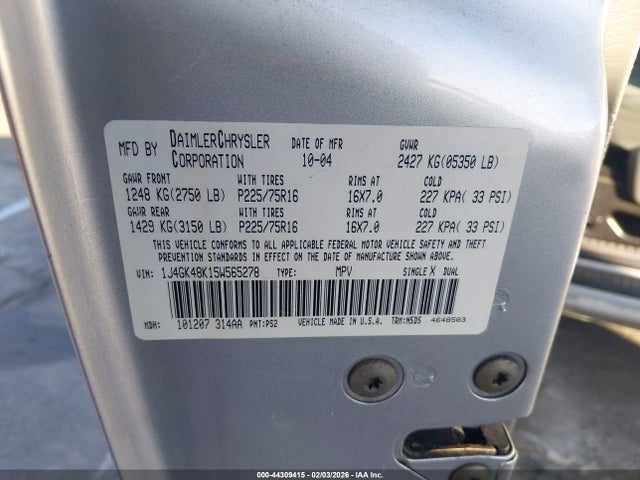 MFD BY DAIMLERCHRYSLER CORPORATION DATE OF MFR 10-04 GVWR 2427 KG(05350 LB)
GAWR FRONT WITH TIRES RIMS AT COLD
1248 KG(2750 LB) P225/75R16 16X7.0 227 KPA( 33 PSI)
GAWR REAR WITH TIRES RIMS AT COLD
1429 KG(3150 LB) P225/75R16 16X7.0 227 KPA( 33 PSI)
THIS VEHICLE CONFORMS TO ALL APPLICABLE FEDERAL MOTOR VEHICLE SAFETY AND THEFT
PREVENTION STANDARDS IN EFFECT ON THE DATE OF MANUFACTURE SHOWN ABOVE.
VIN: 1J4GK48K15W565278 TYPE: MPV SINGLE X DUAL
MDH: 101207 314AA PNT:PS2 VEHICLE MADE IN U.S.A. TRM:NSDS 4648503
000-44309415 - 02/03/2026 - IAA Inc.